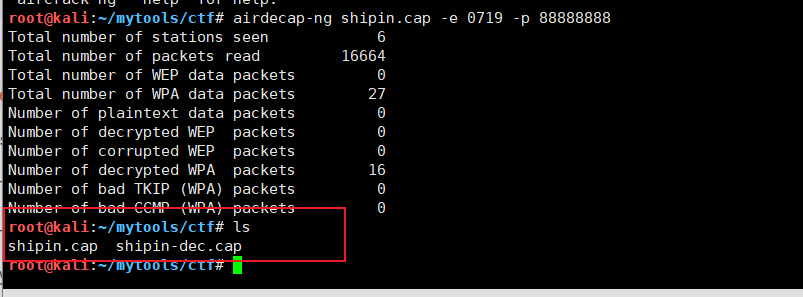 aircrack-ng --help for help.
root@kali:~/mytools/ctf# airdecap-ng shipin.cap -e 0719 -p 88888888
Total number of stations seen            6
Total number of packets read         16664
Total number of WEP data packets         0
Total number of WPA data packets        27
Number of plaintext data packets         0
Number of decrypted WEP  packets         0
Number of corrupted WEP  packets         0
Number of decrypted WPA  packets        16
Number of bad TKIP (WPA) packets         0
Number of bad CCMP (WPA) packets         0
root@kali:~/mytools/ctf# ls
shipin.cap  shipin-dec.cap
root@kali:~/mytools/ctf#